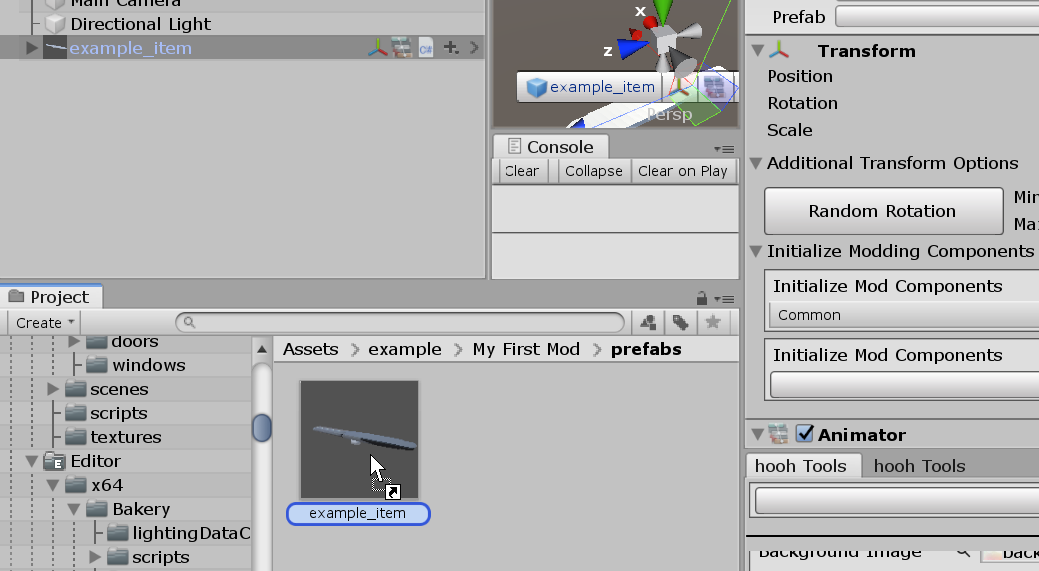 Main Camera
Directional Light
example_item
C#
x
z
example_item
Persp
Console
Clear
Collapse
Clear on Play
Prefab
Transform
Position
Rotation
Scale
Additional Transform Options
Random Rotation
Min
Max
Initialize Modding Components
Initialize Mod Components
Common
Initialize Mod Components
Animator
hooh Tools
hooh Tools
Background Image
Back
Project
Create
doors
windows
scenes
scripts
textures
Editor
x64
Bakery
lightingDataC
scripts
Assets
example
My First Mod
prefabs
example_item